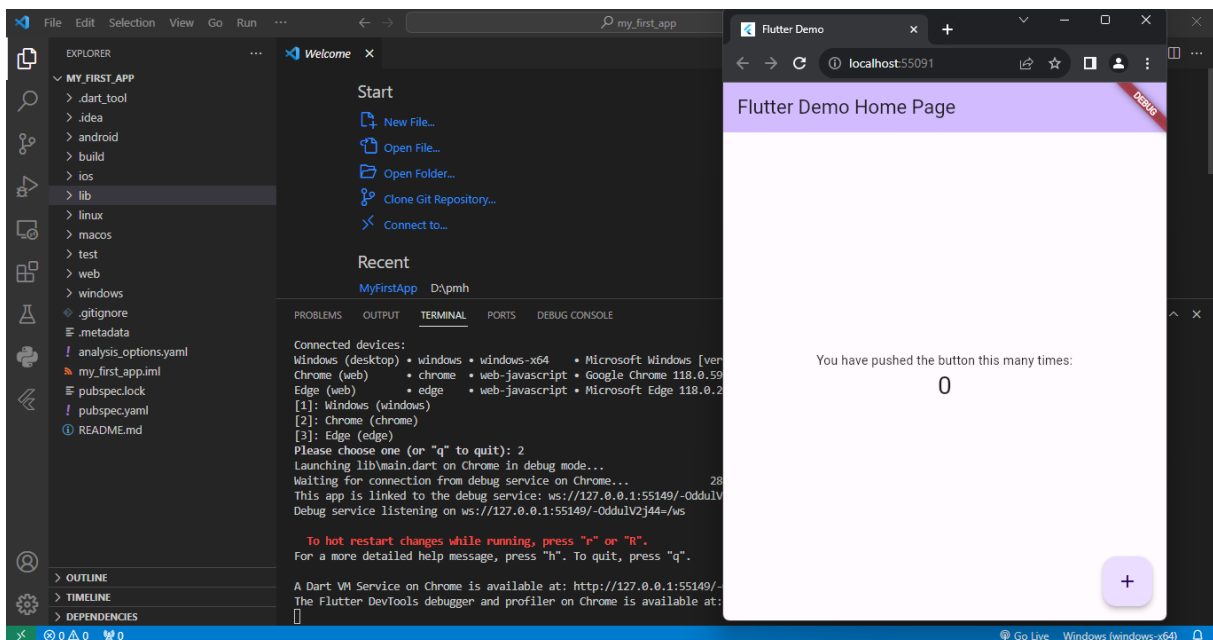 File Edit Selection View Go Run ...
my_first_app
EXPLORER
MY_FIRST_APP
.dart_tool
.idea
android
build
ios
lib
linux
macos
test
web
windows
.gitignore
.metadata
analysis_options.yaml
my_first_app.iml
pubspec.lock
pubspec.yaml
README.md
OUTLINE
TIMELINE
DEPENDENCIES
Welcome
Start
New File...
Open File...
Open Folder...
Clone Git Repository...
Connect to...
Recent
MyFirstApp D:\pmh
PROBLEMS OUTPUT TERMINAL PORTS DEBUG CONSOLE
Connected devices:
Windows (desktop) • windows • windows-x64 • Microsoft Windows [ver
Chrome (web) • chrome • web-javascript • Google Chrome 118.0.59
Edge (web) • edge • web-javascript • Microsoft Edge 118.0.2
[1]: Windows (windows)
[2]: Chrome (chrome)
[3]: Edge (edge)
Please choose one (or "q" to quit): 2
Launching lib\main.dart on Chrome in debug mode...
Waiting for connection from debug service on Chrome... 28
This app is linked to the debug service: ws://127.0.0.1:55149/-OddulV
Debug service listening on ws://127.0.0.1:55149/-OddulV2j44=/ws
To hot restart changes while running, press "r" or "R".
For a more detailed help message, press "h". To quit, press "q".
A Dart VM Service on Chrome is available at: http://127.0.0.1:55149/-
The Flutter DevTools debugger and profiler on Chrome is available at:
Flutter Demo
localhost:55091
Flutter Demo Home Page
DEBUG
You have pushed the button this many times:
0
+
0 0 0
Go Live Windows (windows-x64)